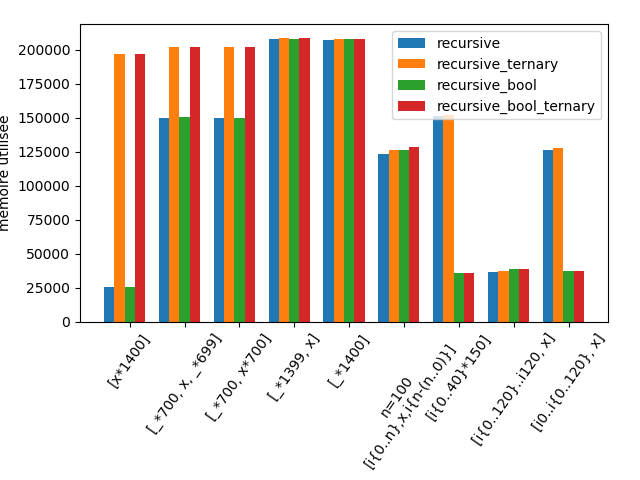 mémoire utilisée
200000
175000
150000
125000
100000
75000
50000
25000
0
recursive
recursive_ternary
recursive_bool
recursive_bool_ternary
[x*1400]
[_*700, x, _*699]
[_*700, x*700]
[_*1399, x]
[_*1400]
n=100
[i{0..n},x,i{n-(n..0)}]
[i{0..40}*150]
[i{0..120}..i120, x]
[i0..i{0..120}, x]